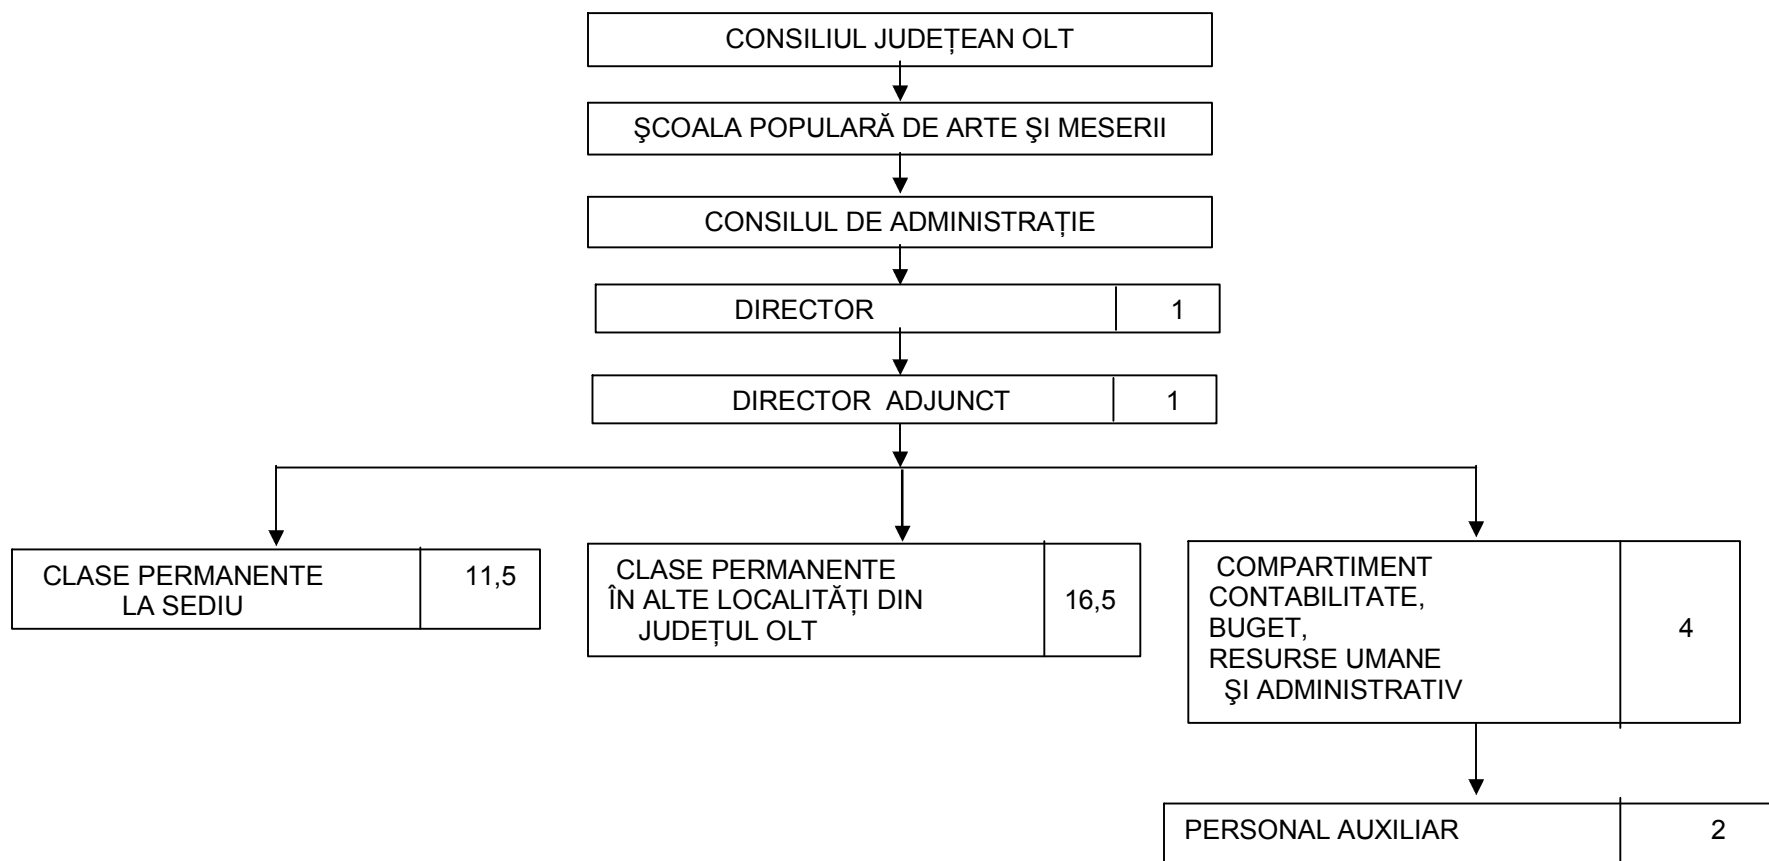 CONSILIUL JUDEȚEAN OLT
ŞCOALA POPULARĂ DE ARTE ŞI MESERII
CONSILUL DE ADMINISTRAȚIE
DIRECTOR 1
DIRECTOR ADJUNCT 1
CLASE PERMANENTE 11,5
LA SEDIU
CLASE PERMANENTE
ÎN ALTE LOCALITĂȚI DIN 16,5
JUDEȚUL OLT
COMPARTIMENT
CONTABILITATE,
BUGET, 4
RESURSE UMANE
ŞI ADMINISTRATIV
PERSONAL AUXILIAR 2